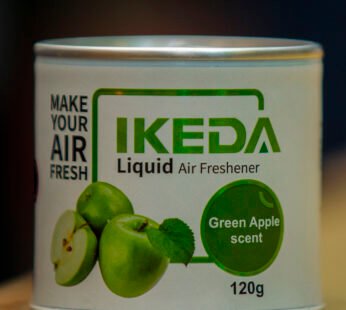 MAKE
YOUR
AIR
FRESH
IKEDA
Liquid Air Freshener
Green Apple
scent
120g